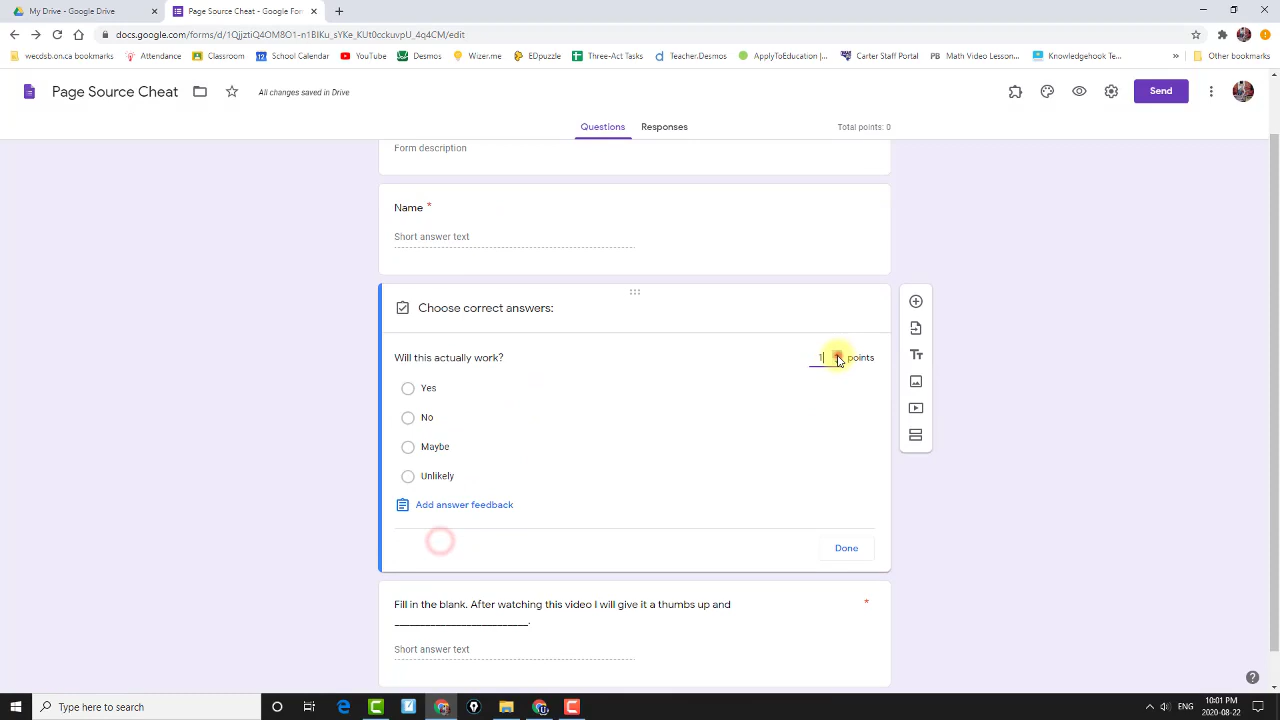 My Drive - Google Drive
Page Source Cheat - Google For
docs.google.com/forms/d/1QjjztiQ4OM8O1-n1BIKu_sYKe_KUt0cckuvpU_4q4CM/edit
wecdsb.on.ca bookmarks
Attendance
Classroom
School Calendar
YouTube
Desmos
Wizer.me
EDpuzzle
Three-Act Tasks
Teacher.Desmos
ApplyToEducation :...
Carter Staff Portal
PB Math Video Lesson...
Knowledgehook Te...
»
Other bookmarks
Page Source Cheat
All changes saved in Drive
Send
Questions
Responses
Total points: 0
Form description
Name *
Short answer text
Choose correct answers:
Will this actually work?
1 points
Yes
No
Maybe
Unlikely
Add answer feedback
Done
Fill in the blank. After watching this video I will give it a thumbs up and *
__________________________.
Short answer text
Type here to search
ENG
10:01 PM
2020-08-22